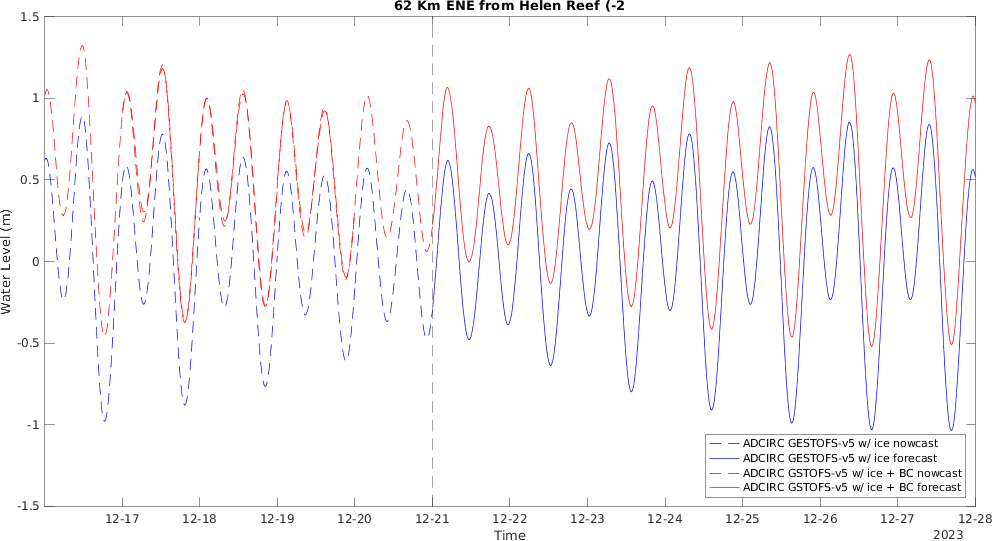 62 Km ENE from Helen Reef (-2
Water Level (m)
1.5
1
0.5
0
-0.5
-1
-1.5
ADCIRC GESTOFS-v5 w/ ice nowcast
ADCIRC GESTOFS-v5 w/ ice forecast
ADCIRC GSTOFS-v5 w/ ice + BC nowcast
ADCIRC GSTOFS-v5 w/ ice + BC forecast
12-17 12-18 12-19 12-20 12-21 12-22 12-23 12-24 12-25 12-26 12-27 12-28
Time
2023